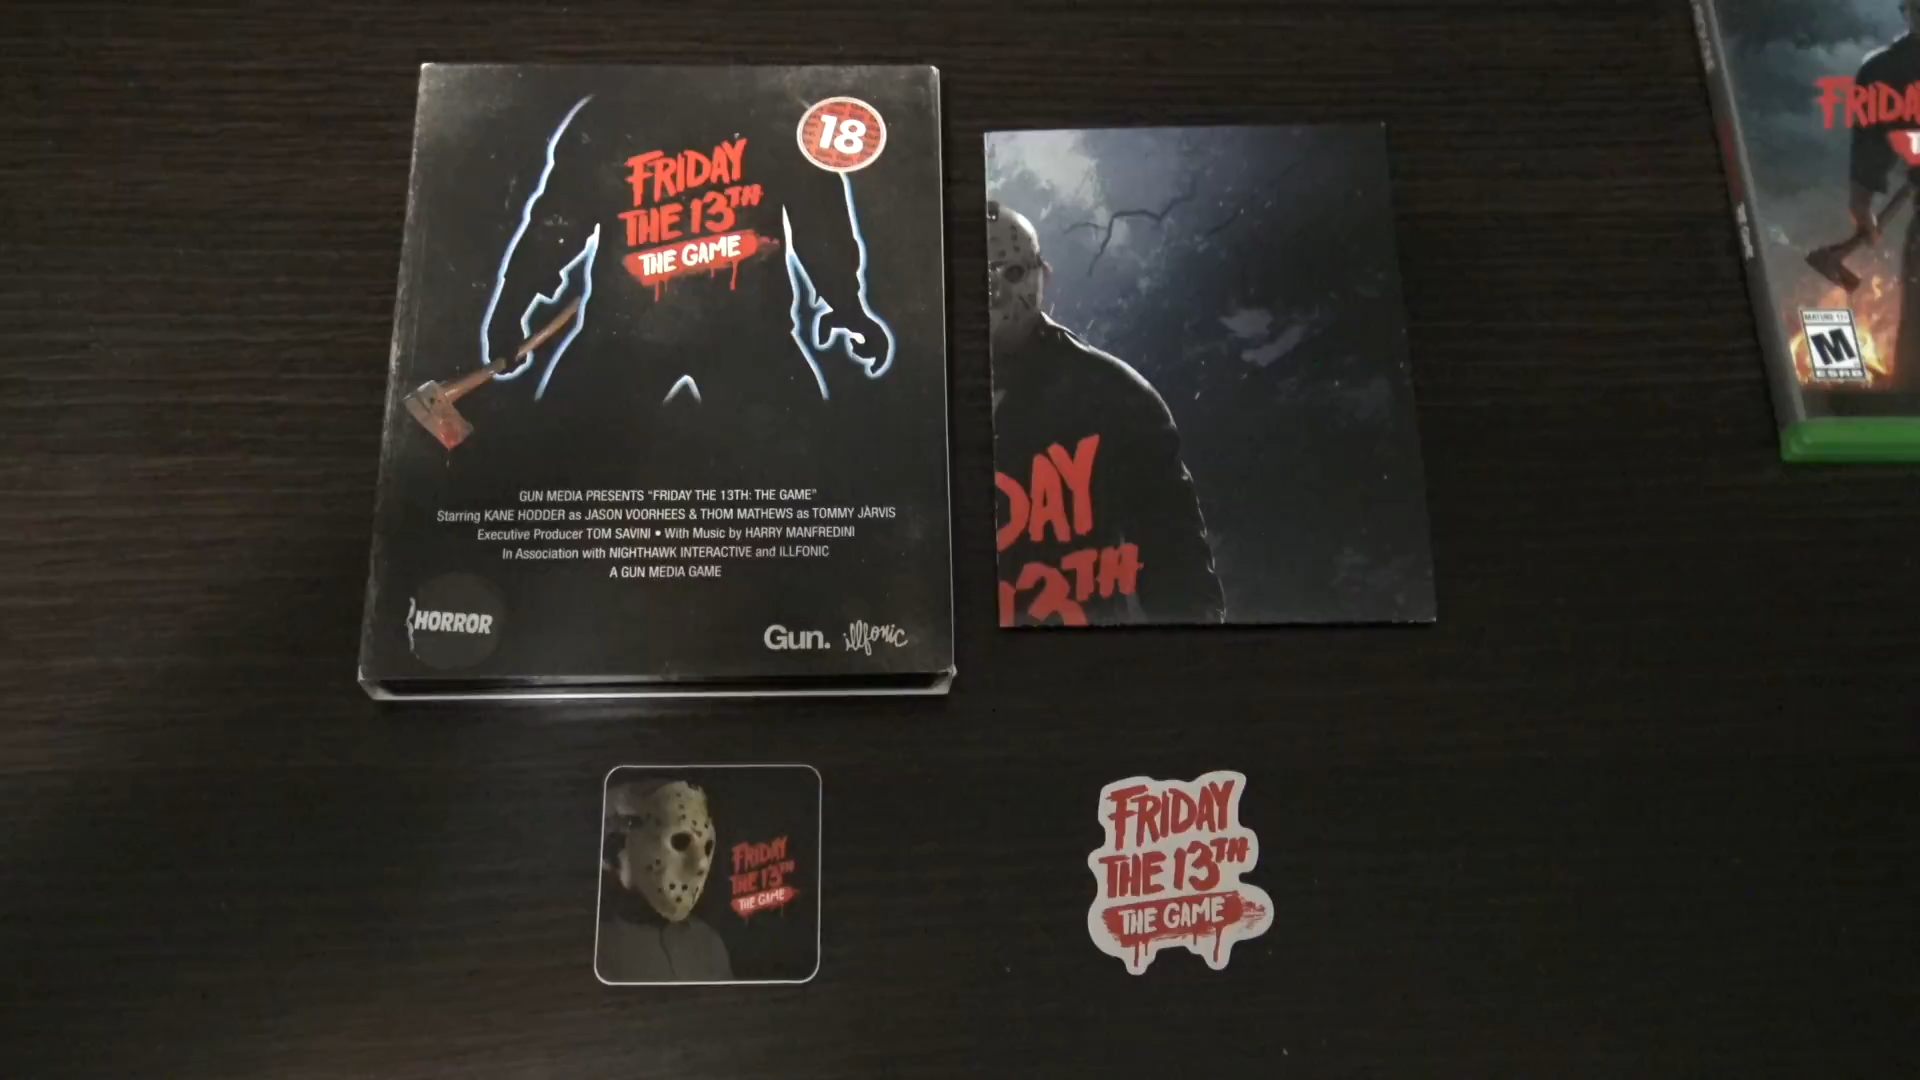 FRIDAY
THE 13TH
THE GAME
18
GUN MEDIA PRESENTS "FRIDAY THE 13TH: THE GAME"
Starring KANE HODDER as JASON VOORHEES & THOM MATHEWS as TOMMY JARVIS
Executive Producer TOM SAVINI • With Music by HARRY MANFREDINI
In Association with NIGHTHAWK INTERACTIVE and ILLFONIC
A GUN MEDIA GAME
HORROR
Gun. illfonic
DAY
13TH
FRIDA
T
MATURE 17+
M
ESRB
FRIDAY
THE 13TH
THE GAME
FRIDAY
THE 13TH
THE GAME